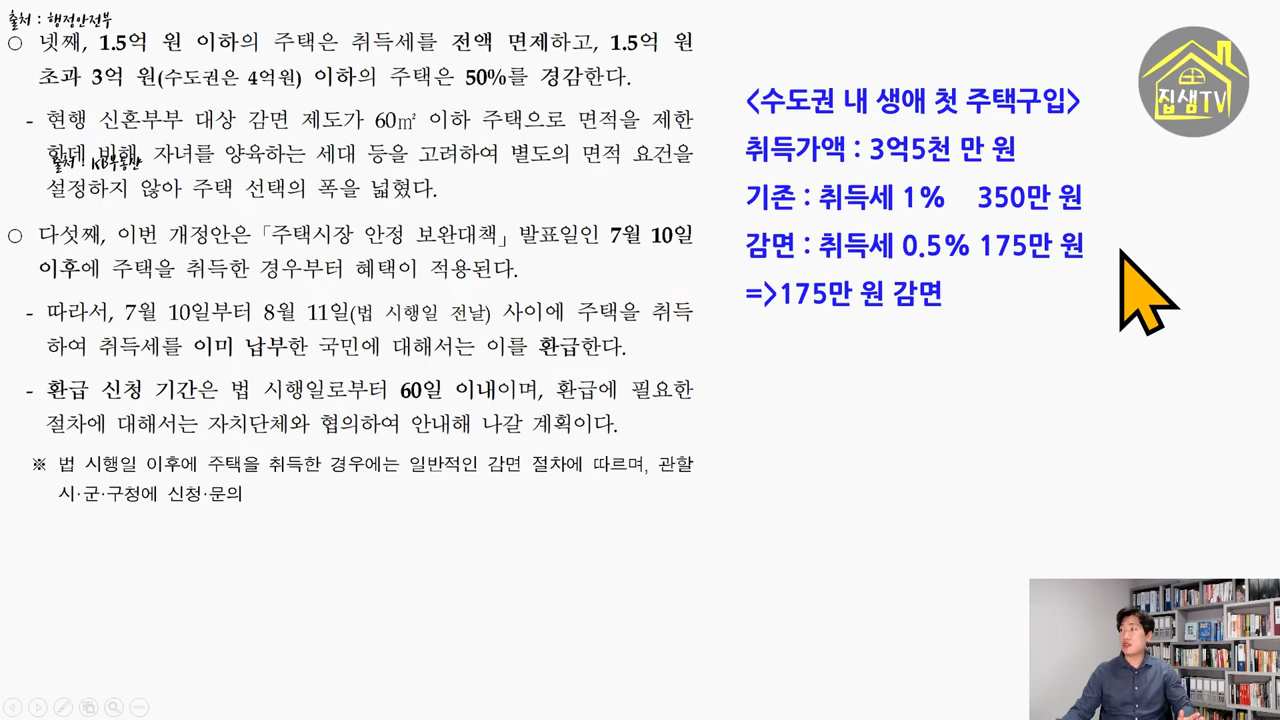 출처 : 행정안전부
○ 넷째, 1.5억 원 이하의 주택은 취득세를 전액 면제하고, 1.5억 원
초과 3억 원(수도권은 4억원) 이하의 주택은 50%를 경감한다.
- 현행 신혼부부 대상 감면 제도가 60㎡ 이하 주택으로 면적을 제한
한데 비해, 자녀를 양육하는 세대 등을 고려하여 별도의 면적 요건을
출처 : KB부동산
설정하지 않아 주택 선택의 폭을 넓혔다.
○ 다섯째, 이번 개정안은「주택시장 안정 보완대책」발표일인 7월 10일
이후에 주택을 취득한 경우부터 혜택이 적용된다.
- 따라서, 7월 10일부터 8월 11일(법 시행일 전날) 사이에 주택을 취득
하여 취득세를 이미 납부한 국민에 대해서는 이를 환급한다.
- 환급 신청 기간은 법 시행일로부터 60일 이내이며, 환급에 필요한
절차에 대해서는 자치단체와 협의하여 안내해 나갈 계획이다.
※ 법 시행일 이후에 주택을 취득한 경우에는 일반적인 감면 절차에 따르며, 관할
시·군·구청에 신청·문의
<수도권 내 생애 첫 주택구입>
취득가액 : 3억5천 만 원
기존 : 취득세 1% 350만 원
감면 : 취득세 0.5% 175만 원
=>175만 원 감면
집샘TV